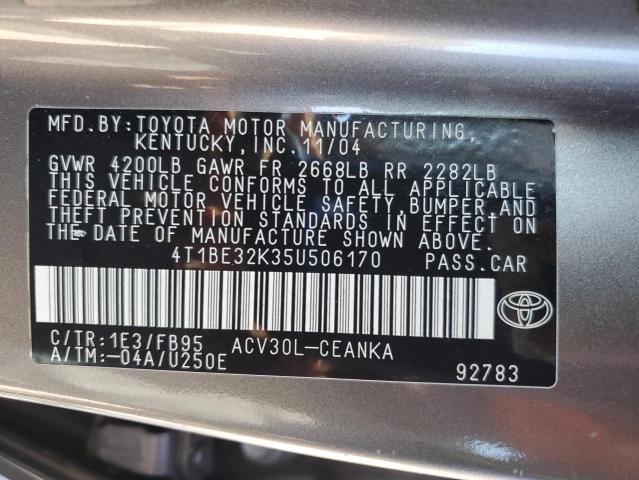 MFD.BY:TOYOTA MOTOR MANUFACTURING,
KENTUCKY, INC.11/04
GVWR 4200LB GAWR FR 2668LB RR 2282LB
THIS VEHICLE CONFORMS TO ALL APPLICABLE
FEDERAL MOTOR VEHICLE SAFETY, BUMPER,AND
THEFT PREVENTION STANDARDS IN EFFECT ON
THE DATE OF MANUFACTURE SHOWN ABOVE.
4T1BE32K35U506170 PASS.CAR
C/TR:1E3/FB95 ACV30L-CEANKA
A/TM:-04A/U250E
92783